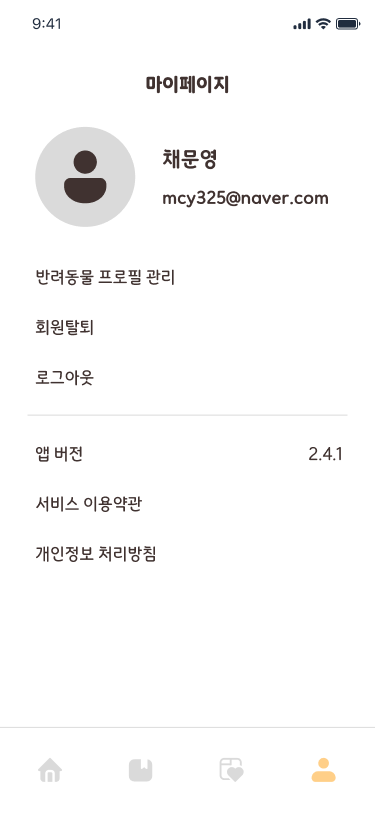 9:41
마이페이지
채문영
mcy325@naver.com
반려동물 프로필 관리
회원탈퇴
로그아웃
앱 버전 2.4.1
서비스 이용약관
개인정보 처리방침